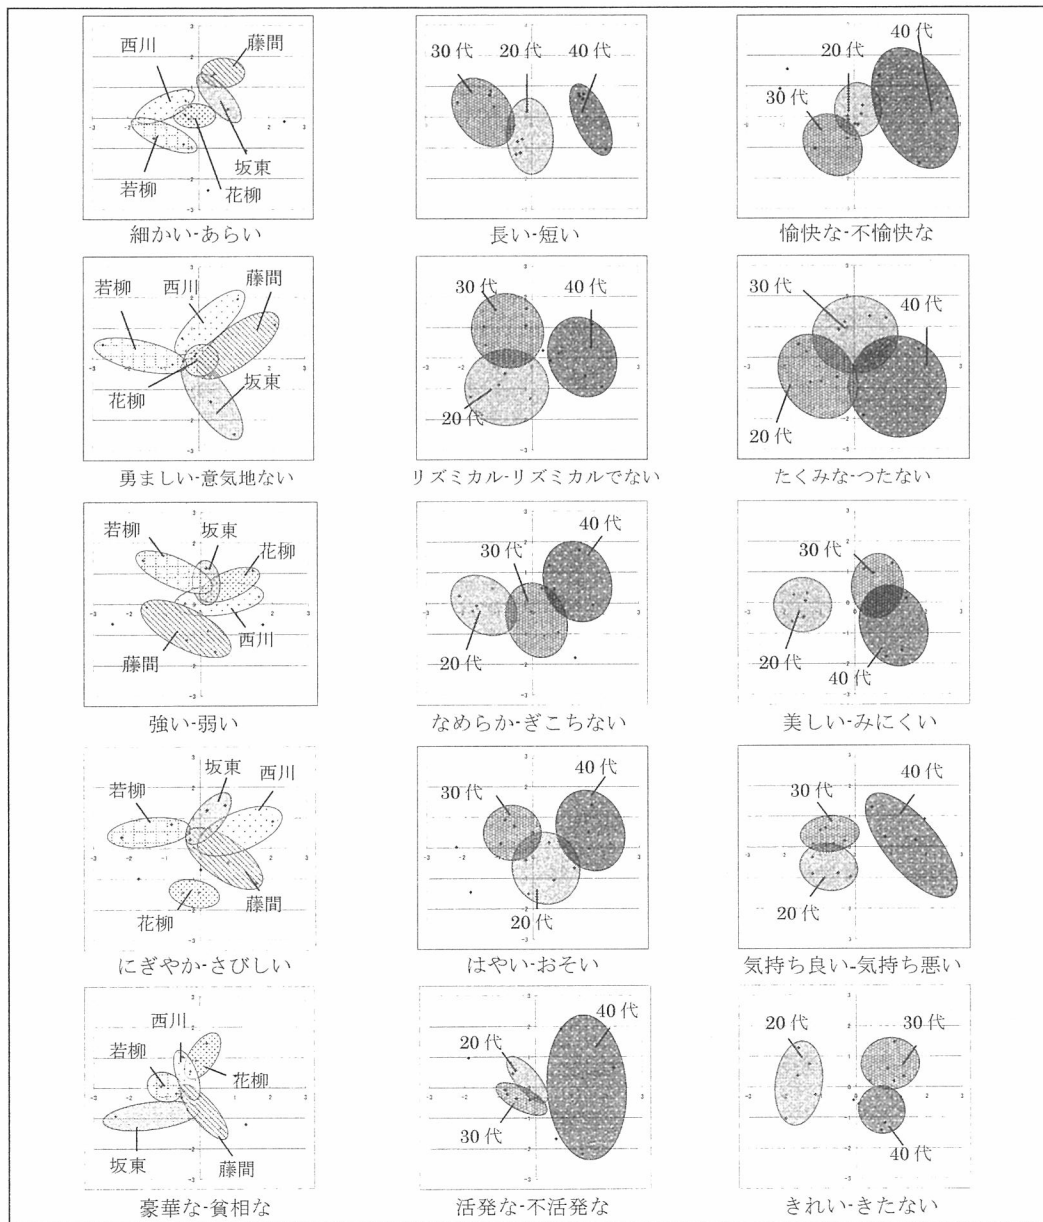 西川
藤間
若柳
花柳
坂東
細かい-あらい
30代
20代
40代
長い-短い
40代
20代
30代
愉快な-不愉快な
若柳
西川
藤間
花柳
坂東
勇ましい-意気地ない
30代
40代
20代
リズミカル-リズミカルでない
30代
40代
20代
たくみな-つたない
若柳
坂東
花柳
藤間
西川
強い-弱い
40代
30代
20代
なめらか-ぎこちない
30代
20代
40代
美しい-みにくい
若柳
坂東
西川
花柳
藤間
にぎやか-さびしい
30代
40代
20代
はやい-おそい
40代
30代
20代
気持ち良い-気持ち悪い
西川
若柳
花柳
坂東
藤間
豪華な-貧相な
40代
20代
30代
活発な-不活発な
20代
30代
40代
きれい-きたない